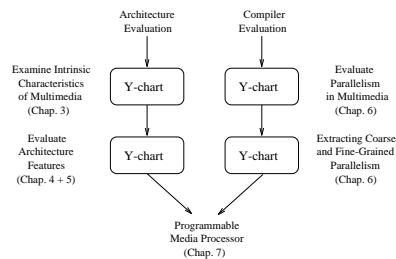 Architecture
Evaluation
Compiler
Evaluation
Examine Intrinsic
Characteristics
of Multimedia
(Chap. 3)
Y-chart
Y-chart
Evaluate
Parallelism
in Multimedia
(Chap. 6)
Evaluate
Architecture
Features
(Chap. 4 + 5)
Y-chart
Y-chart
Extracting Coarse
and Fine-Grained
Parallelism
(Chap. 6)
Programmable
Media Processor
(Chap. 7)